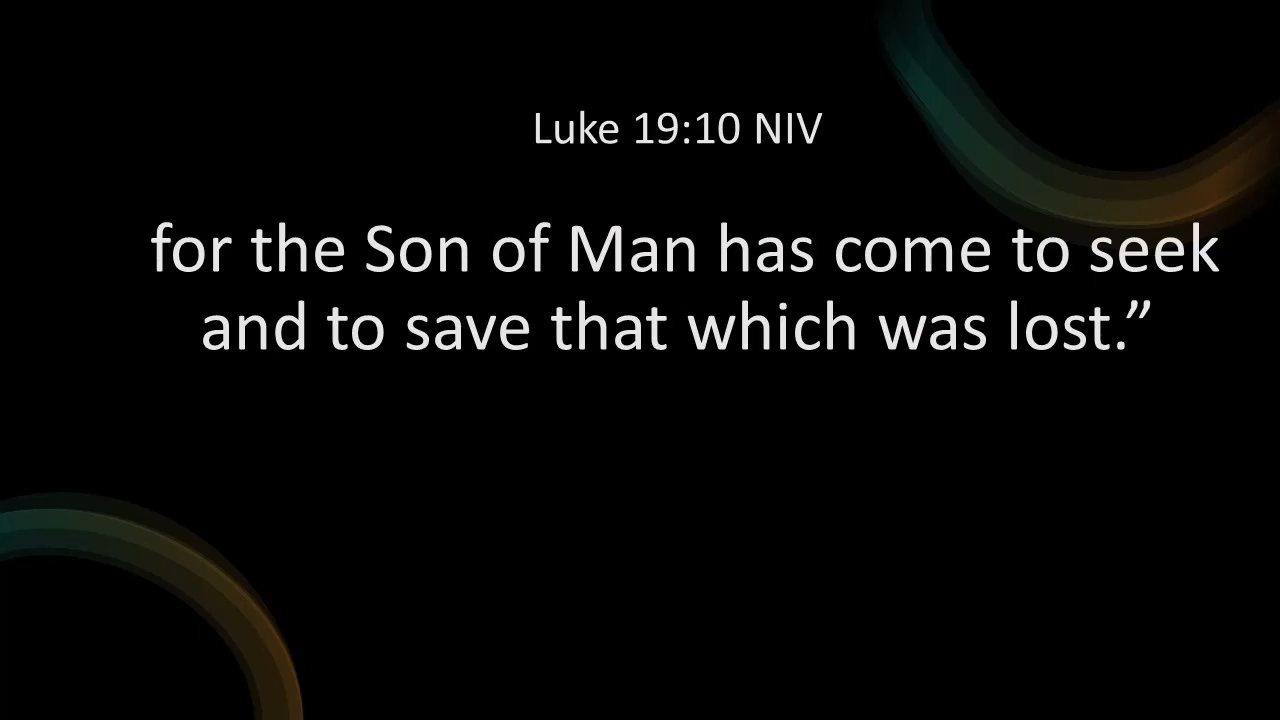 Luke 19:10 NIV
for the Son of Man has come to seek
and to save that which was lost.”